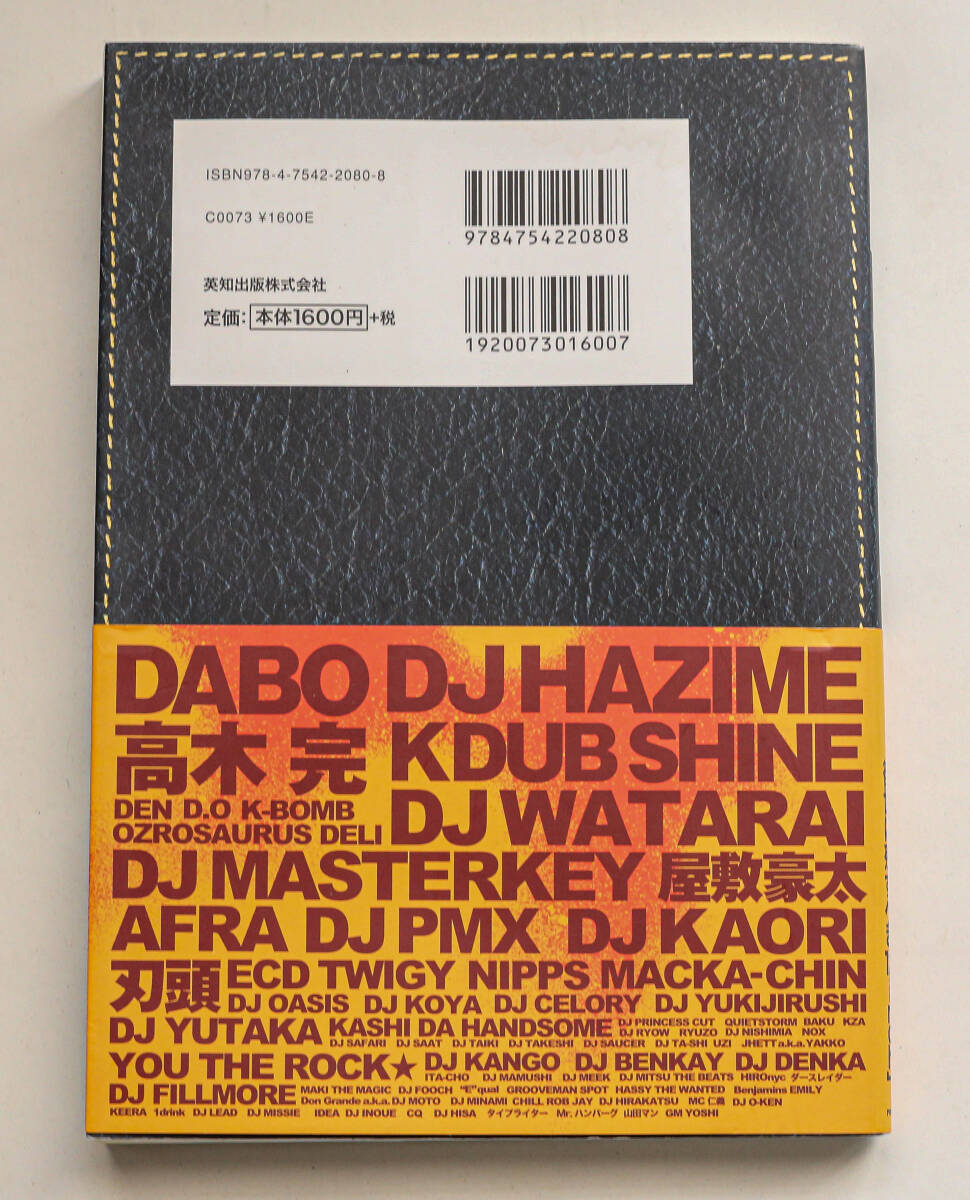 ISBN978-4-7542-2080-8
9784754220808
C0073 ¥1600E
英知出版株式会社
定価：本体1600円+税
1920073016007
DABO DJ HAZIME
高木 完 KDUB SHINE
DEN D.O K-BOMB
OZROSAURUS DELI
DJ WATARAI
DJ MASTERKEY 屋敷豪太
AFRA DJ PMX DJ KAORI
刃頭 ECD TWIGY NIPPS MACKA-CHIN
DJ OASIS DJ KOYA DJ CELORY DJ YUKIJIRUSHI
DJ YUTAKA KASHI DA HANDSOME
DJ PRINCESS CUT QUIETSTORM BAKU KZA
DJ RYOW RYUZO DJ NISHIMIA NOX
DJ SAFARI DJ SAAT DJ TAIKI DJ TAKESHI DJ SAUCER DJ TA-SHI UZI JHETT a.k.a. YAKKO
YOU THE ROCK★ DJ KANGO DJ BENKAY DJ DENKA
ITA-CHO DJ MAMUSHI DJ MEEK DJ MITSU THE BEATS HIROnyc ダースレイダー
DJ FILLMORE
MAKI THE MAGIC DJ FOOCH "E"qual GROOVEMAN SPOT HASSY THE WANTED Benjamins EMILY
Don Grande a.k.a. DJ MOTO DJ MINAMI CHILL ROB JAY DJ HIRAKATSU MC 仁義 DJ O-KEN
KEERA 1drink DJ LEAD DJ MISSIE IDEA DJ INOUE CQ DJ HISA タイプライター Mr.ハンバーグ 山田マン GM YOSHI